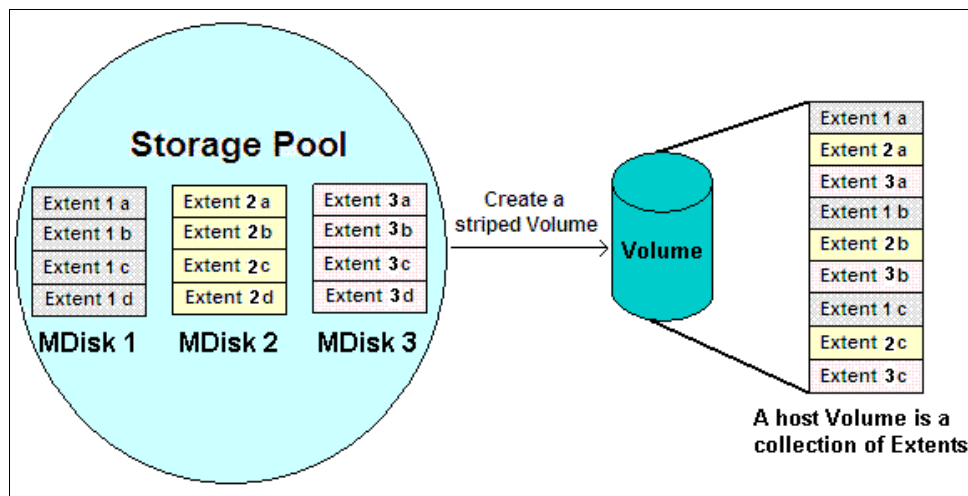 Storage Pool
Extent 1 a
Extent 1 b
Extent 1 c
Extent 1 d
MDisk 1
Extent 2 a
Extent 2 b
Extent 2 c
Extent 2 d
MDisk 2
Extent 3 a
Extent 3 b
Extent 3 c
Extent 3 d
MDisk 3
Create a
striped Volume
Volume
Extent 1 a
Extent 2 a
Extent 3 a
Extent 1 b
Extent 2 b
Extent 3 b
Extent 1 c
Extent 2 c
Extent 3 c
A host Volume is a
collection of Extents